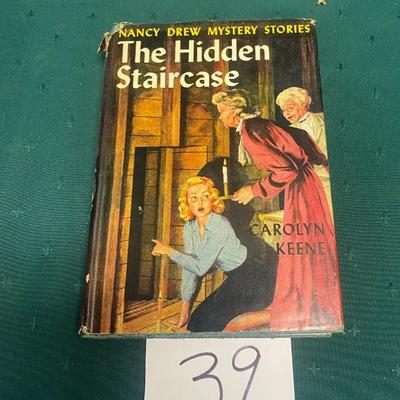 NANCY DREW MYSTERY STORIES
The Hidden
Staircase
CAROLYN
KEENE
39